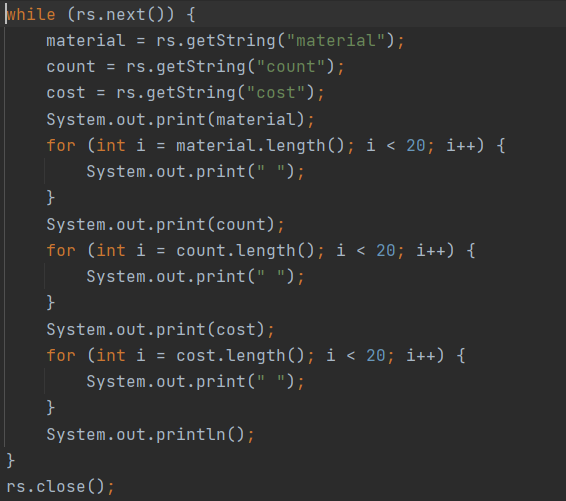 while (rs.next()) {
    material = rs.getString("material");
    count = rs.getString("count");
    cost = rs.getString("cost");
    System.out.print(material);
    for (int i = material.length(); i < 20; i++) {
        System.out.print(" ");
    }
    System.out.print(count);
    for (int i = count.length(); i < 20; i++) {
        System.out.print(" ");
    }
    System.out.print(cost);
    for (int i = cost.length(); i < 20; i++) {
        System.out.print(" ");
    }
    System.out.println();
}
rs.close();